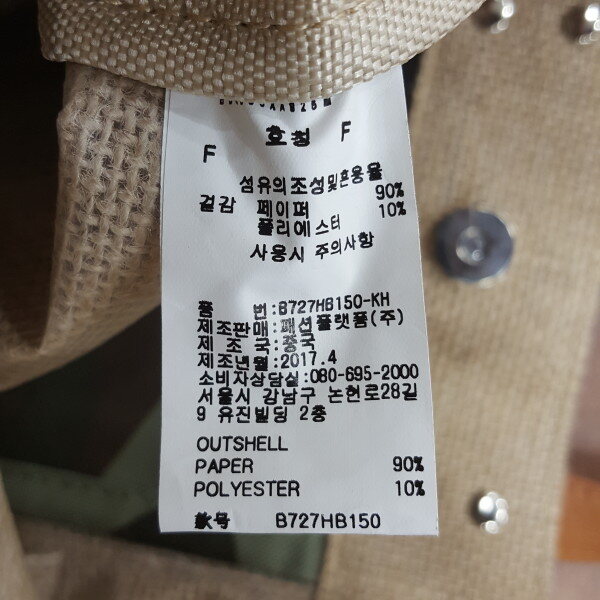 호칭 F
F
섬유의조성및혼용율
겉감 페이퍼 90%
폴리에스터 10%
사용시 주의사항
품 번:B727HB150-KH
제조판매:패션플랫폼(주)
제 조 국:중국
제조년월:2017.4
소비자상담실:080-695-2000
서울시 강남구 논현로28길
9 유진빌딩 2층
OUTSHELL
PAPER 90%
POLYESTER 10%
款号 B727HB150